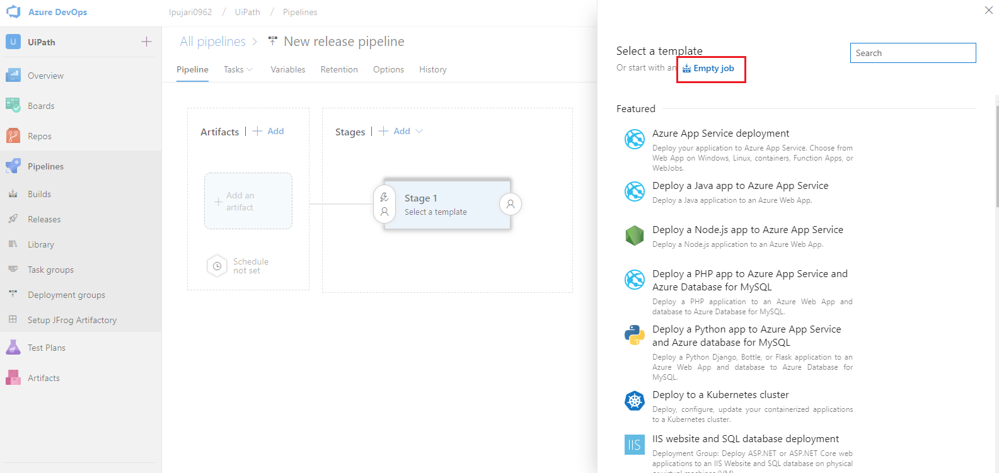 Azure DevOps
lpujari0962 / UiPath / Pipelines
U UiPath
Overview
Boards
Repos
Pipelines
Builds
Releases
Library
Task groups
Deployment groups
Setup JFrog Artifactory
Test Plans
Artifacts
All pipelines > New release pipeline
Pipeline Tasks Variables Retention Options History
Artifacts | + Add
Add an
artifact
Schedule
not set
Stages | + Add
Stage 1
Select a template
Select a template
Search
Or start with an Empty job
Featured
Azure App Service deployment
Deploy your application to Azure App Service. Choose from
Web App on Windows, Linux, containers, Function Apps, or
WebJobs.
Deploy a Java app to Azure App Service
Deploy a Java application to an Azure Web App.
Deploy a Node.js app to Azure App Service
Deploy a Node.js application to an Azure Web App.
Deploy a PHP app to Azure App Service and
Azure Database for MySQL
Deploy a PHP application to an Azure Web App and
database to Azure Database for MySQL.
Deploy a Python app to Azure App Service
and Azure database for MySQL
Deploy a Python Django, Bottle, or Flask application to an
Azure Web App and database to Azure Database for
MySQL.
Deploy to a Kubernetes cluster
Deploy, configure, update your containerized applications
to a Kubernetes cluster.
IIS
IIS website and SQL database deployment
Deployment Group: Deploy ASP.NET or ASP.NET Core web
applications to an IIS Website and SQL database on physical
or virtual machines (VM)